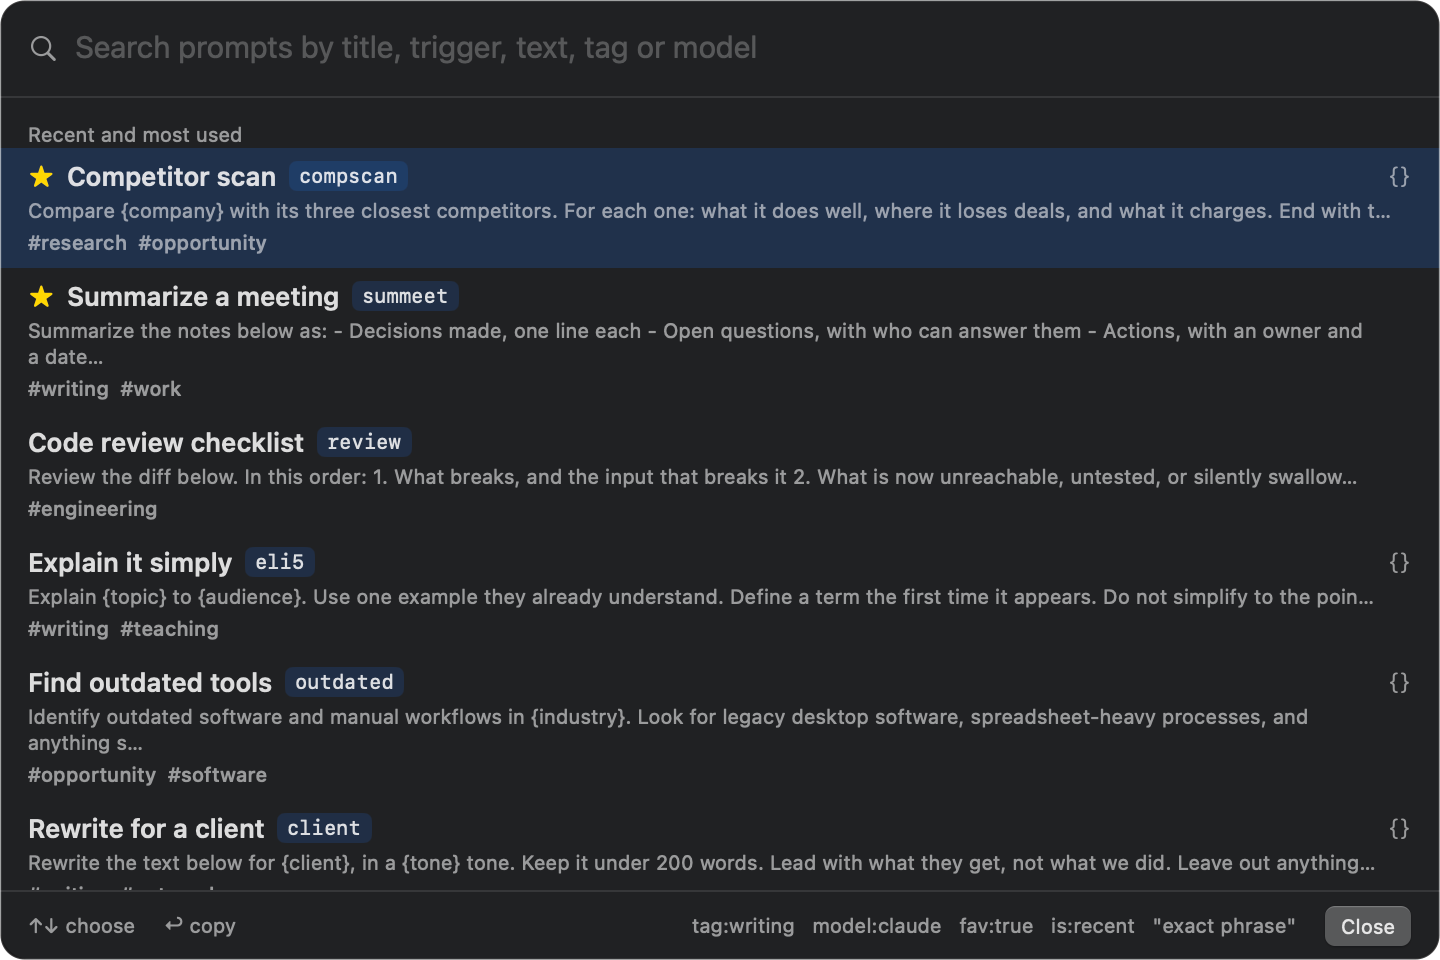 Search prompts by title, trigger, text, tag or model
Recent and most used
Competitor scan compscan {}
Compare {company} with its three closest competitors. For each one: what it does well, where it loses deals, and what it charges. End with t...
#research #opportunity
Summarize a meeting summeet
Summarize the notes below as: - Decisions made, one line each - Open questions, with who can answer them - Actions, with an owner and
a date...
#writing #work
Code review checklist review
Review the diff below. In this order: 1. What breaks, and the input that breaks it 2. What is now unreachable, untested, or silently swallow...
#engineering
Explain it simply eli5 {}
Explain {topic} to {audience}. Use one example they already understand. Define a term the first time it appears. Do not simplify to the poin...
#writing #teaching
Find outdated tools outdated {}
Identify outdated software and manual workflows in {industry}. Look for legacy desktop software, spreadsheet-heavy processes, and
anything s...
#opportunity #software
Rewrite for a client client {}
Rewrite the text below for {client}, in a {tone} tone. Keep it under 200 words. Lead with what they get, not what we did. Leave out anything...
↑↓ choose ↩ copy tag:writing model:claude fav:true is:recent "exact phrase" Close